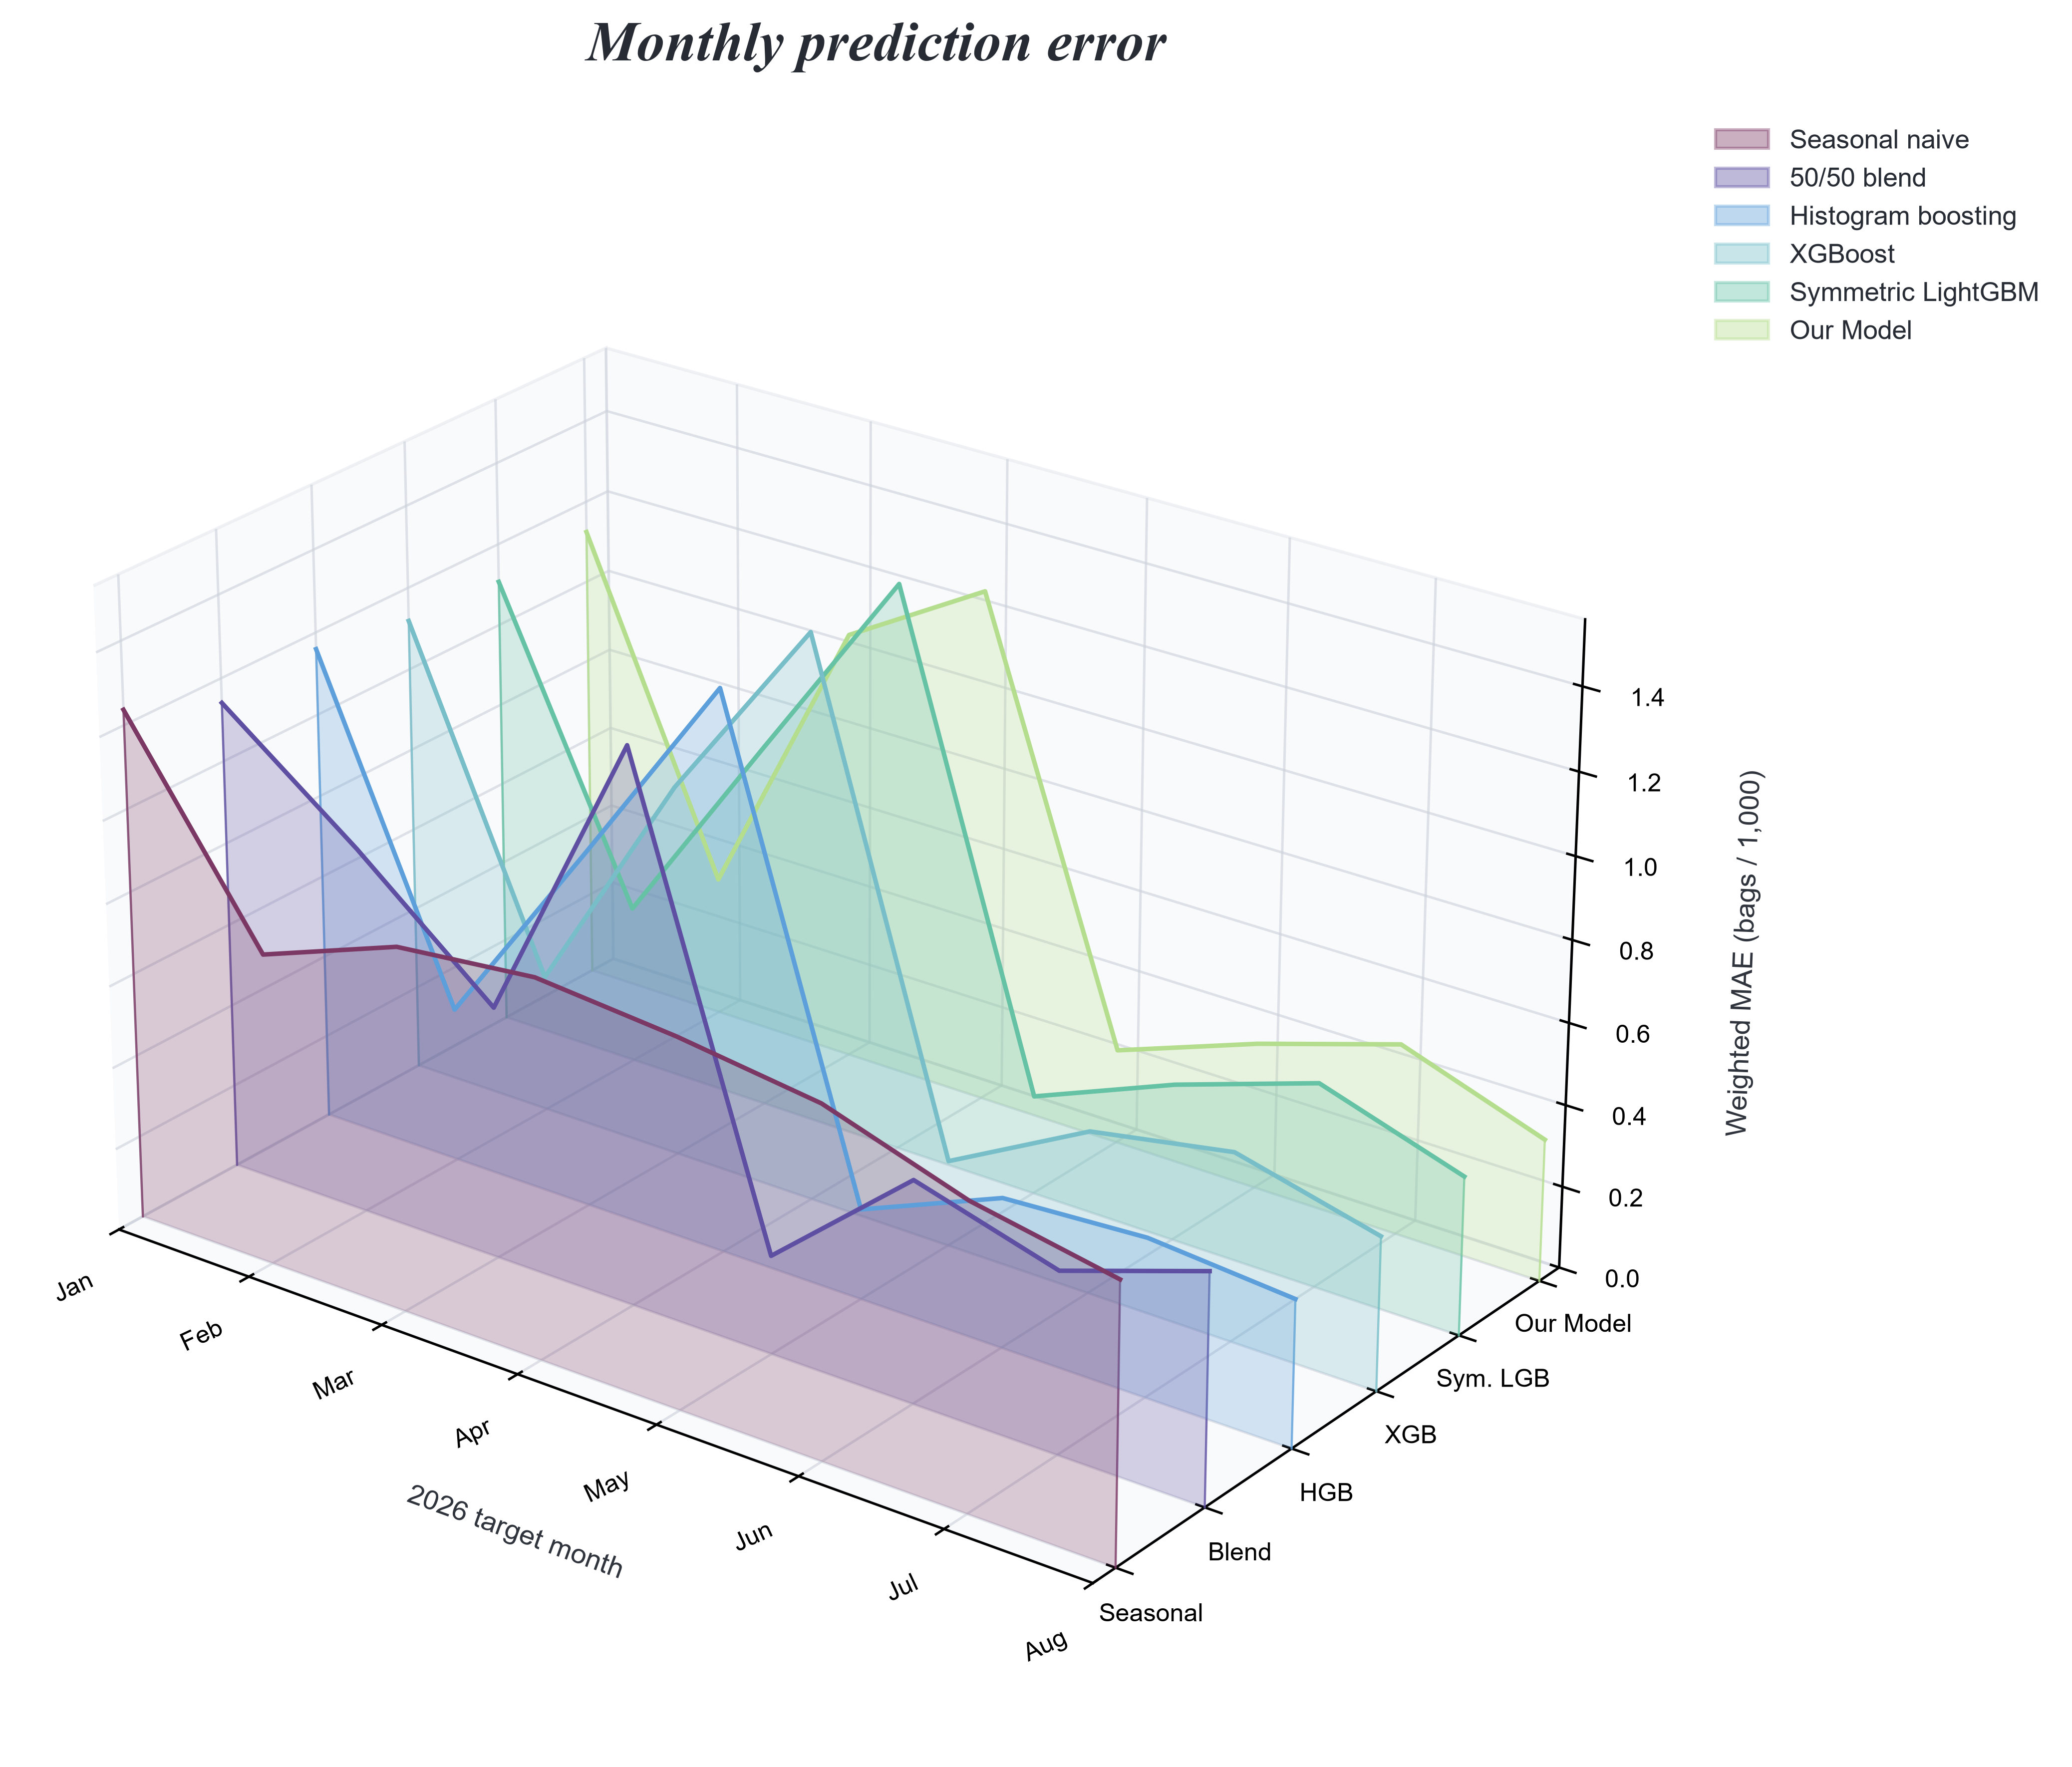 Monthly prediction error
Seasonal naive
50/50 blend
Histogram boosting
XGBoost
Symmetric LightGBM
Our Model
1.4
1.2
1.0
0.8
0.6
0.4
0.2
0.0
Weighted MAE (bags / 1,000)
Jan
Feb
Mar
Apr
May
Jun
Jul
Aug
2026 target month
Our Model
Sym. LGB
XGB
HGB
Blend
Seasonal